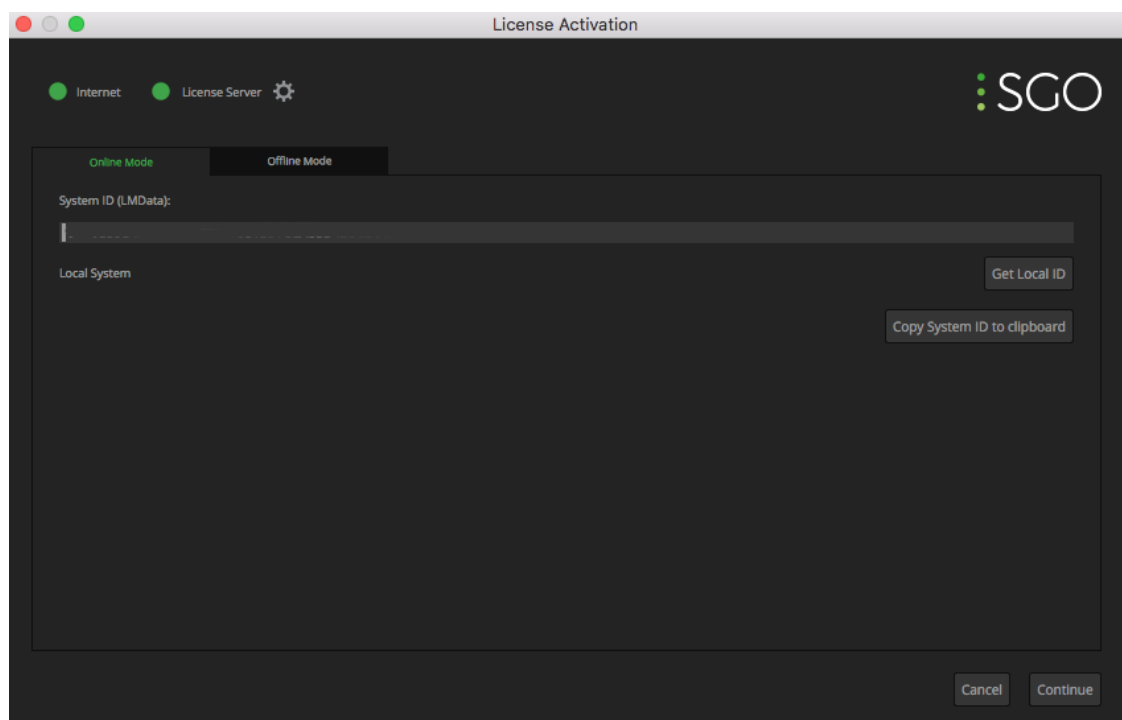 License Activation
Internet License Server
SGO
Online Mode Offline Mode
System ID (LMData):
Local System Get Local ID
Copy System ID to clipboard
Cancel Continue